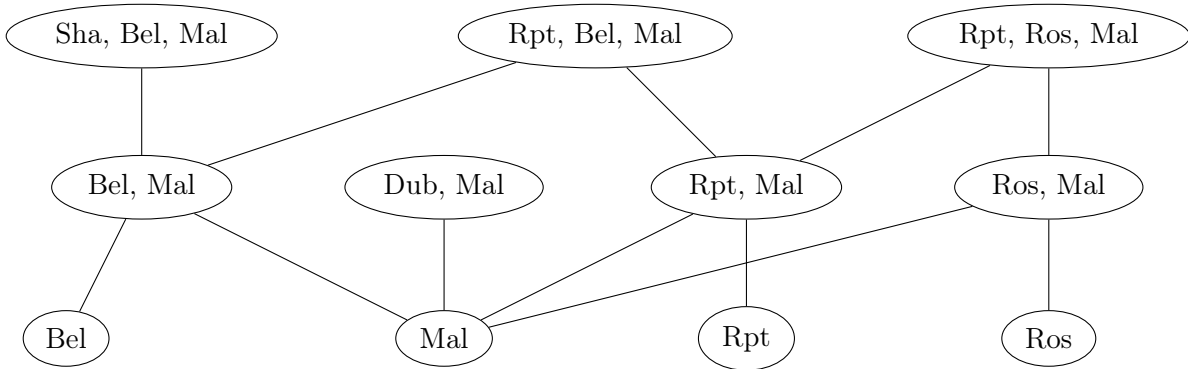 Sha, Bel, Mal
Rpt, Bel, Mal
Rpt, Ros, Mal
Bel, Mal
Dub, Mal
Rpt, Mal
Ros, Mal
Bel
Mal
Rpt
Ros